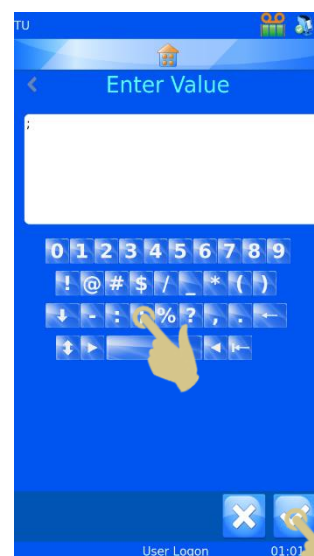 TU
Enter Value
;
0 1 2 3 4 5 6 7 8 9
! @ # $ / _ * ( )
- : ; % ? , .
User Logon 01:01